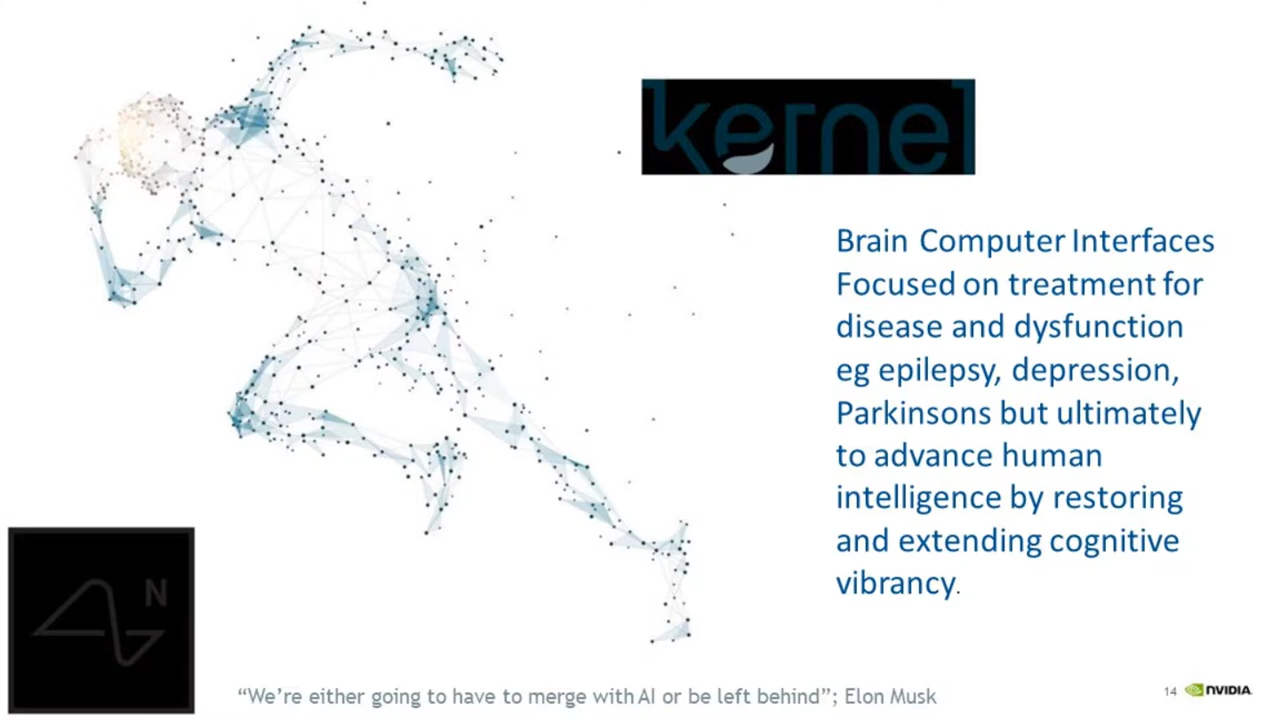 kernel
Brain Computer Interfaces
Focused on treatment for
disease and dysfunction
eg epilepsy, depression,
Parkinsons but ultimately
to advance human
intelligence by restoring
and extending cognitive
vibrancy.
N
“We’re either going to have to merge with AI or be left behind”; Elon Musk
14 NVIDIA.